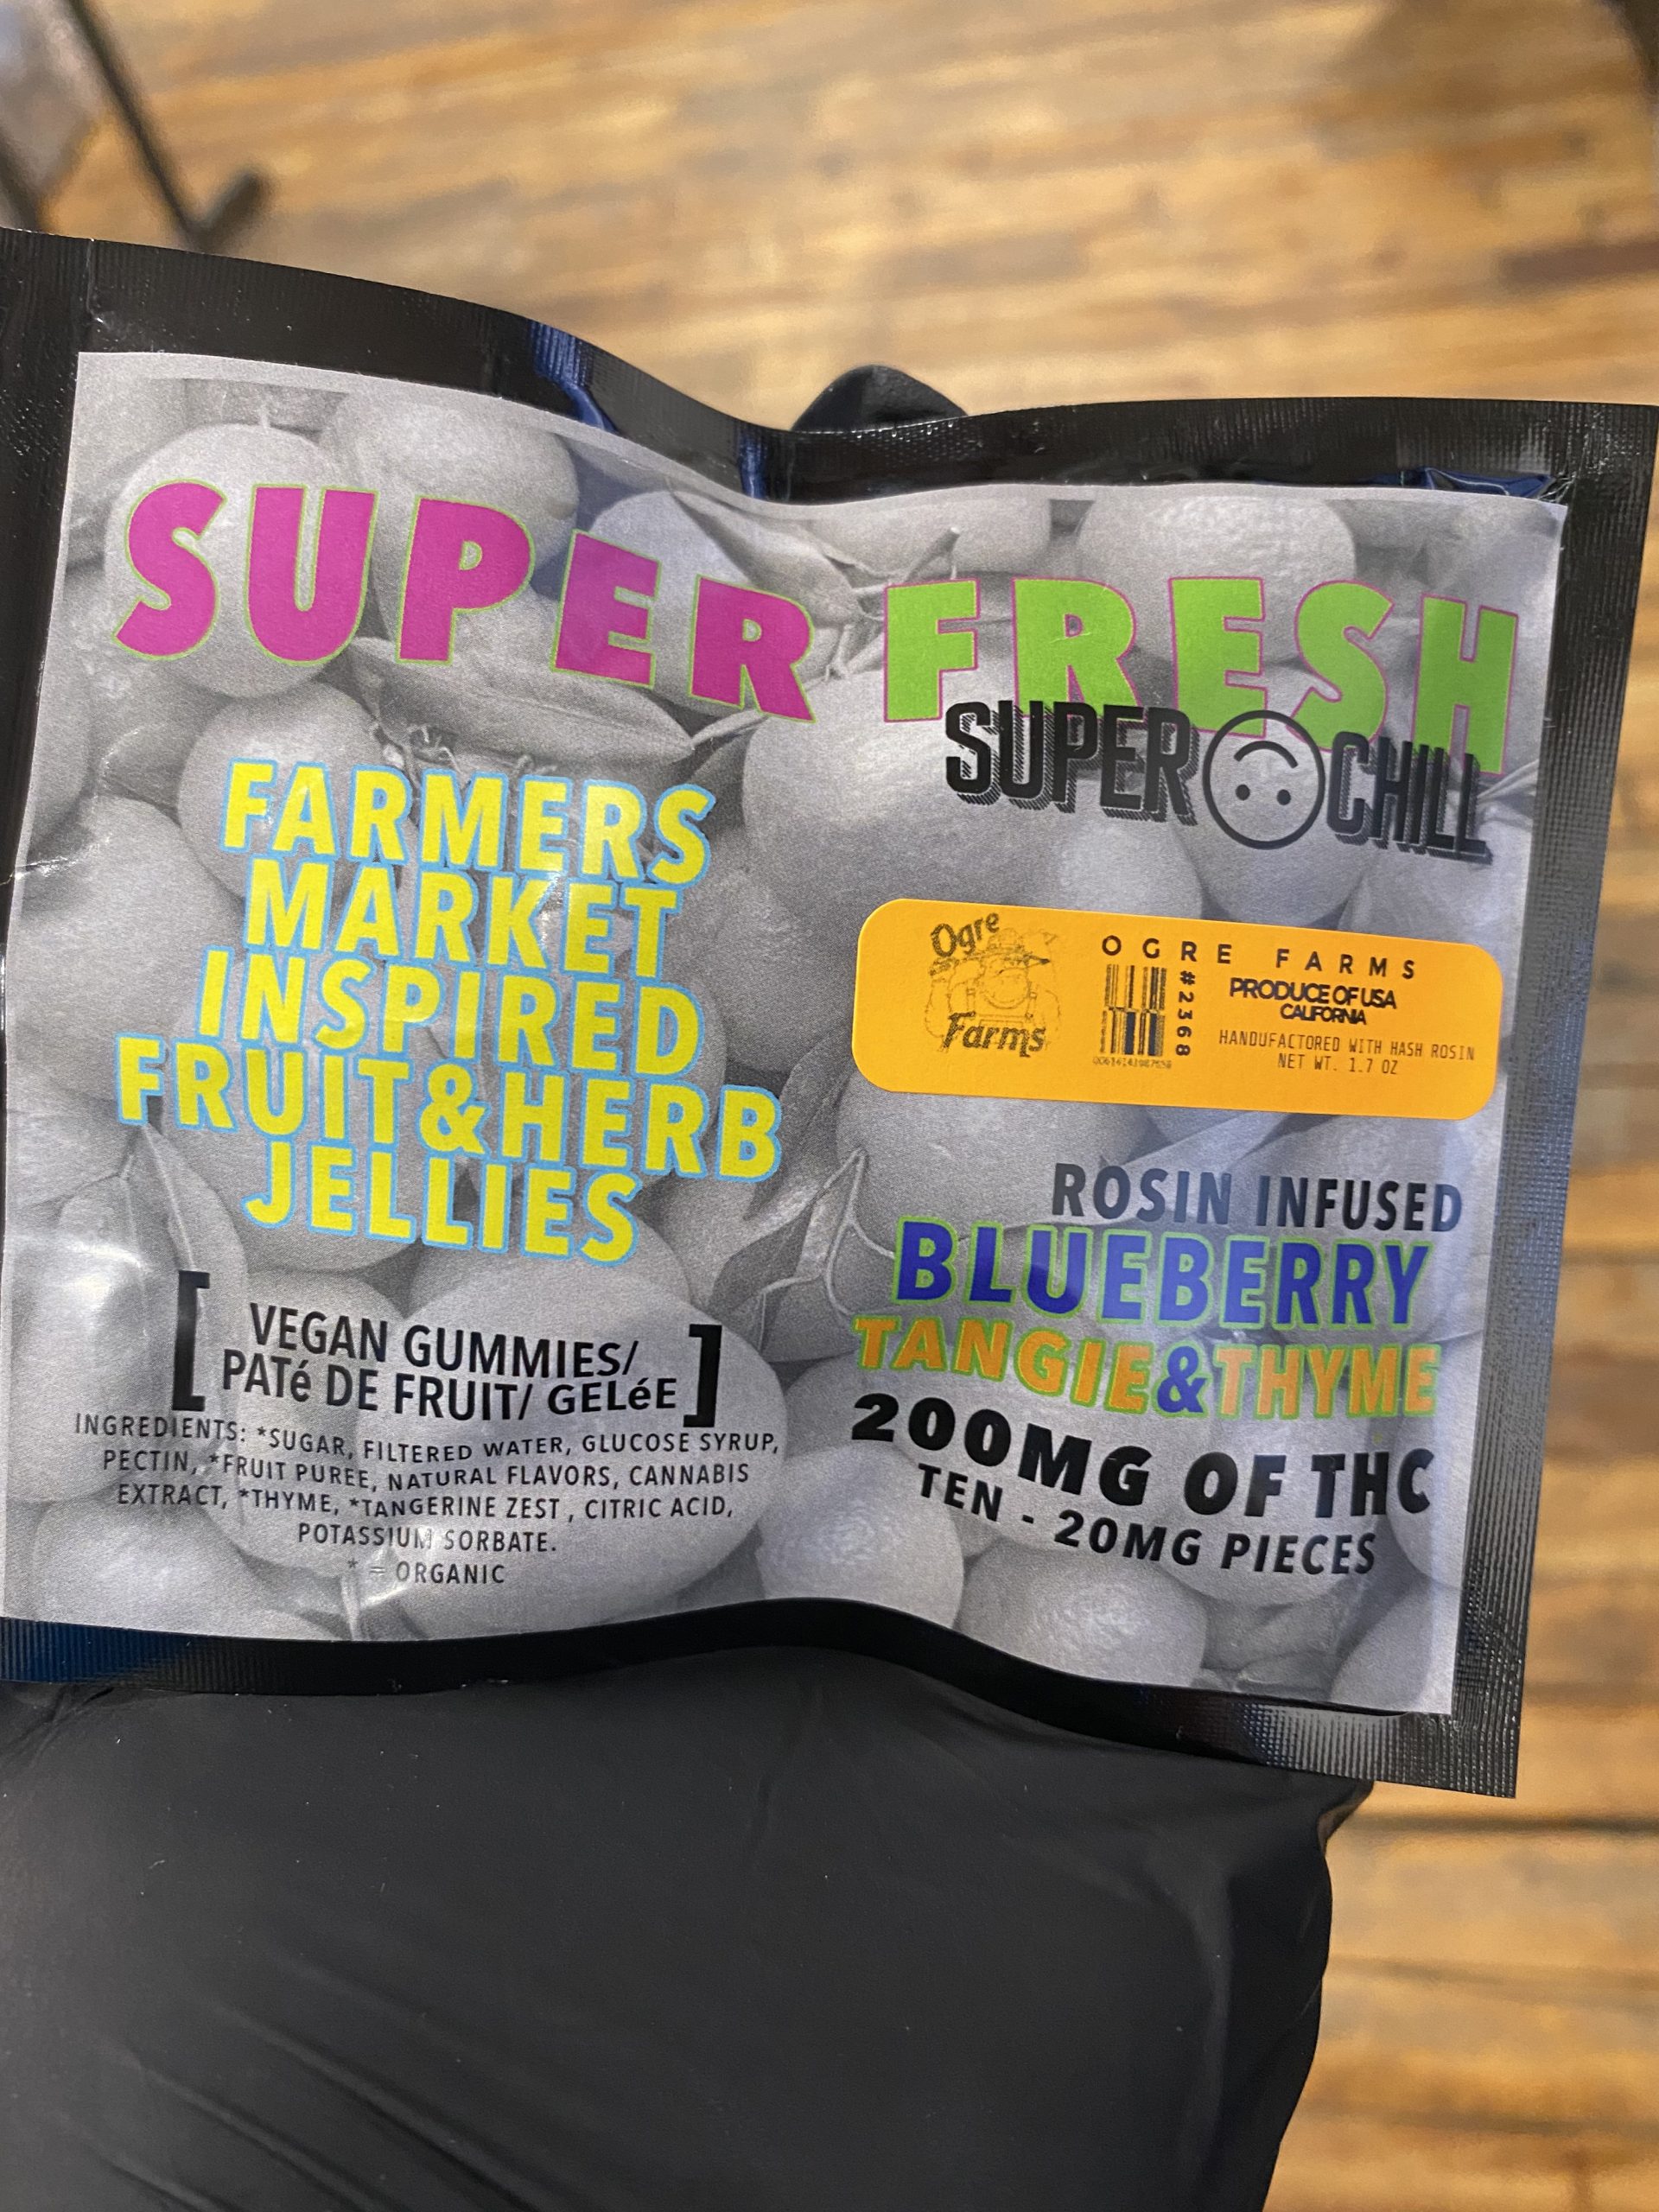 SUPER FRESH
SUPER CHILL
FARMERS
MARKET
INSPIRED
FRUIT&HERB
JELLIES
[VEGAN GUMMIES/
PATé DE FRUIT/ GELéE]
INGREDIENTS: *SUGAR, FILTERED WATER, GLUCOSE SYRUP,
PECTIN, *FRUIT PUREE, NATURAL FLAVORS, CANNABIS
EXTRACT, *THYME, *TANGERINE ZEST , CITRIC ACID,
POTASSIUM SORBATE.
* = ORGANIC
Ogre
Farms
OGRE FARMS
#2368
PRODUCE OF USA
CALIFORNIA
HANDUFACTORED WITH HASH ROSIN
NET WT. 1.7 OZ
ROSIN INFUSED
BLUEBERRY
TANGIE&THYME
200MG OF THC
TEN - 20MG PIECES